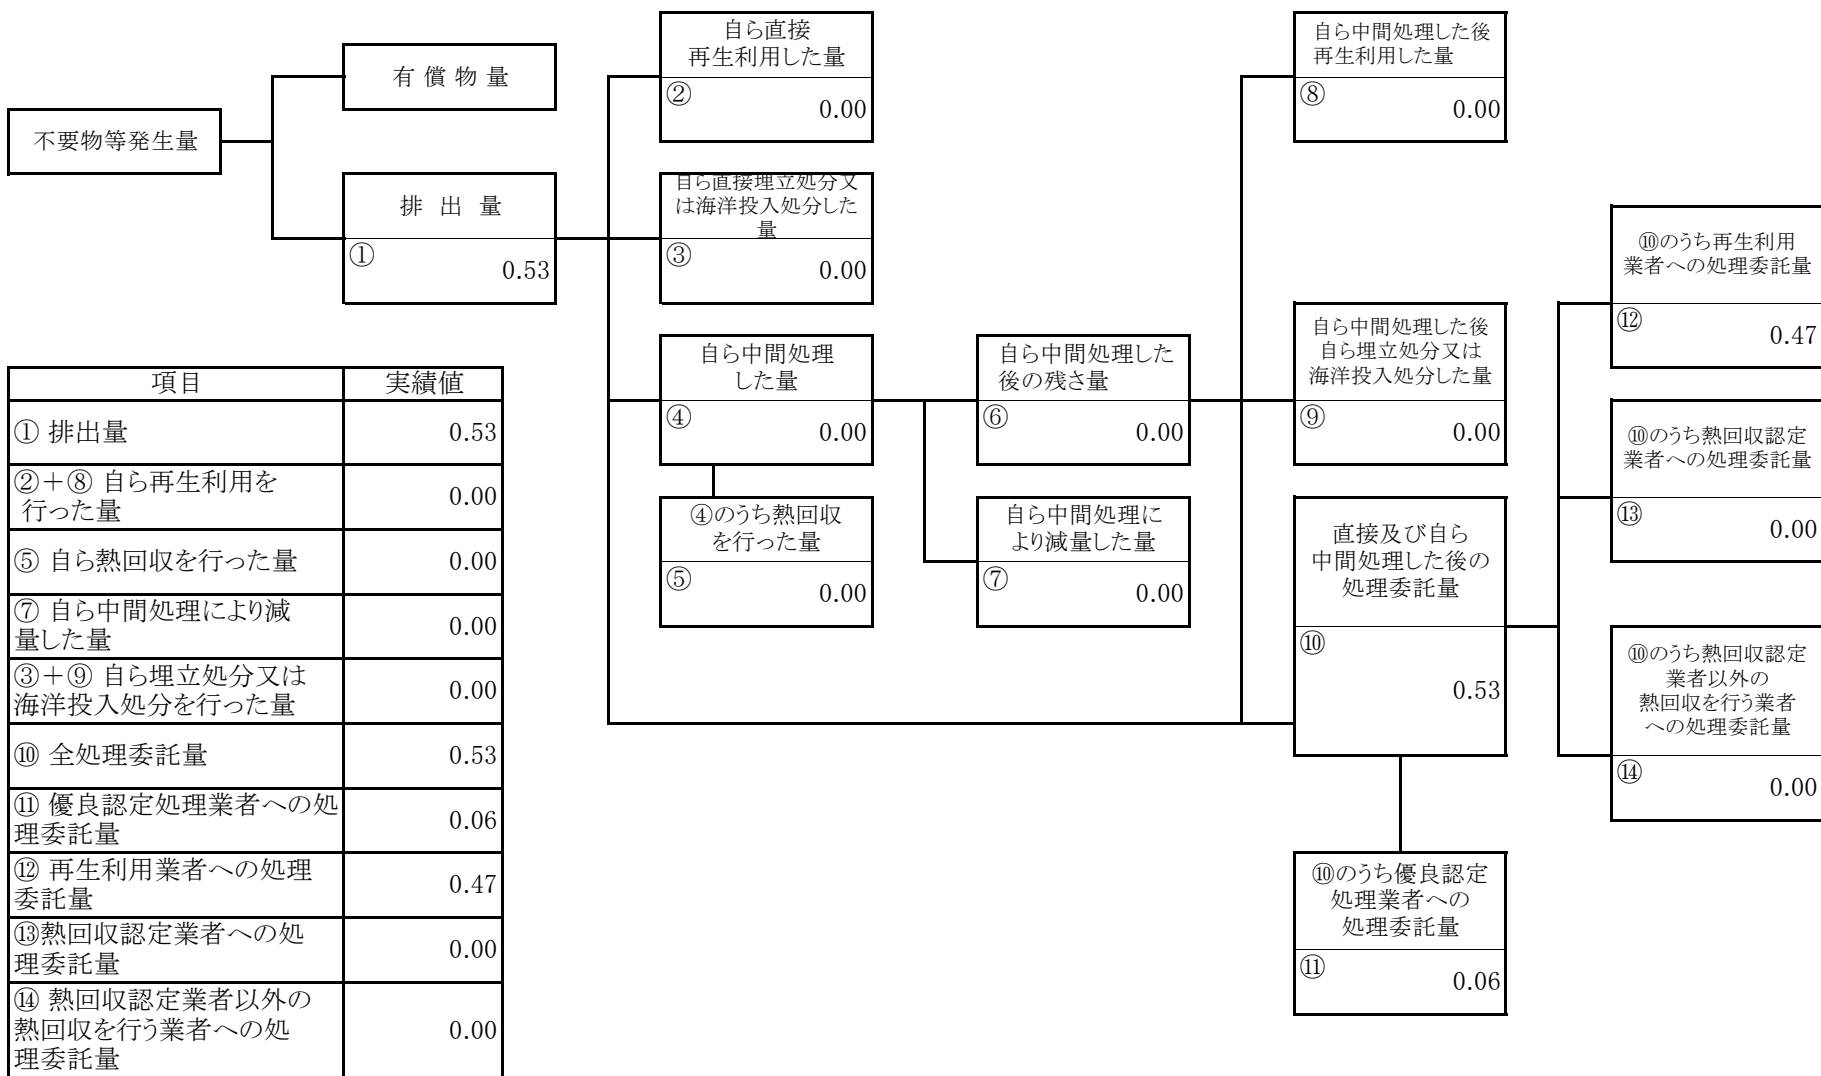 不要物等発生量
有償物量
排出量
①
0.53
自ら直接
再生利用した量
②
0.00
自ら直接埋立処分又
は海洋投入処分した
量
③
0.00
自ら中間処理
した量
④
0.00
④のうち熱回収
を行った量
⑤
0.00
自ら中間処理した
後の残さ量
⑥
0.00
自ら中間処理に
より減量した量
⑦
0.00
自ら中間処理した後
再生利用した量
⑧
0.00
自ら中間処理した後
自ら埋立処分又は
海洋投入処分した量
⑨
0.00
直接及び自ら
中間処理した後の
処理委託量
⑩
0.53
⑩のうち優良認定
処理業者への
処理委託量
⑪
0.06
⑩のうち再生利用
業者への処理委託量
⑫
0.47
⑩のうち熱回収認定
業者への処理委託量
⑬
0.00
⑩のうち熱回収認定
業者以外の
熱回収を行う業者
への処理委託量
⑭
0.00
項目 実績値
① 排出量 0.53
②＋⑧ 自ら再生利用を
行った量 0.00
⑤ 自ら熱回収を行った量 0.00
⑦ 自ら中間処理により減
量した量 0.00
③＋⑨ 自ら埋立処分又は
海洋投入処分を行った量 0.00
⑩ 全処理委託量 0.53
⑪ 優良認定処理業者への処
理委託量 0.06
⑫ 再生利用業者への処理
委託量 0.47
⑬熱回収認定業者への処
理委託量 0.00
⑭ 熱回収認定業者以外の
熱回収を行う業者への処
理委託量 0.00